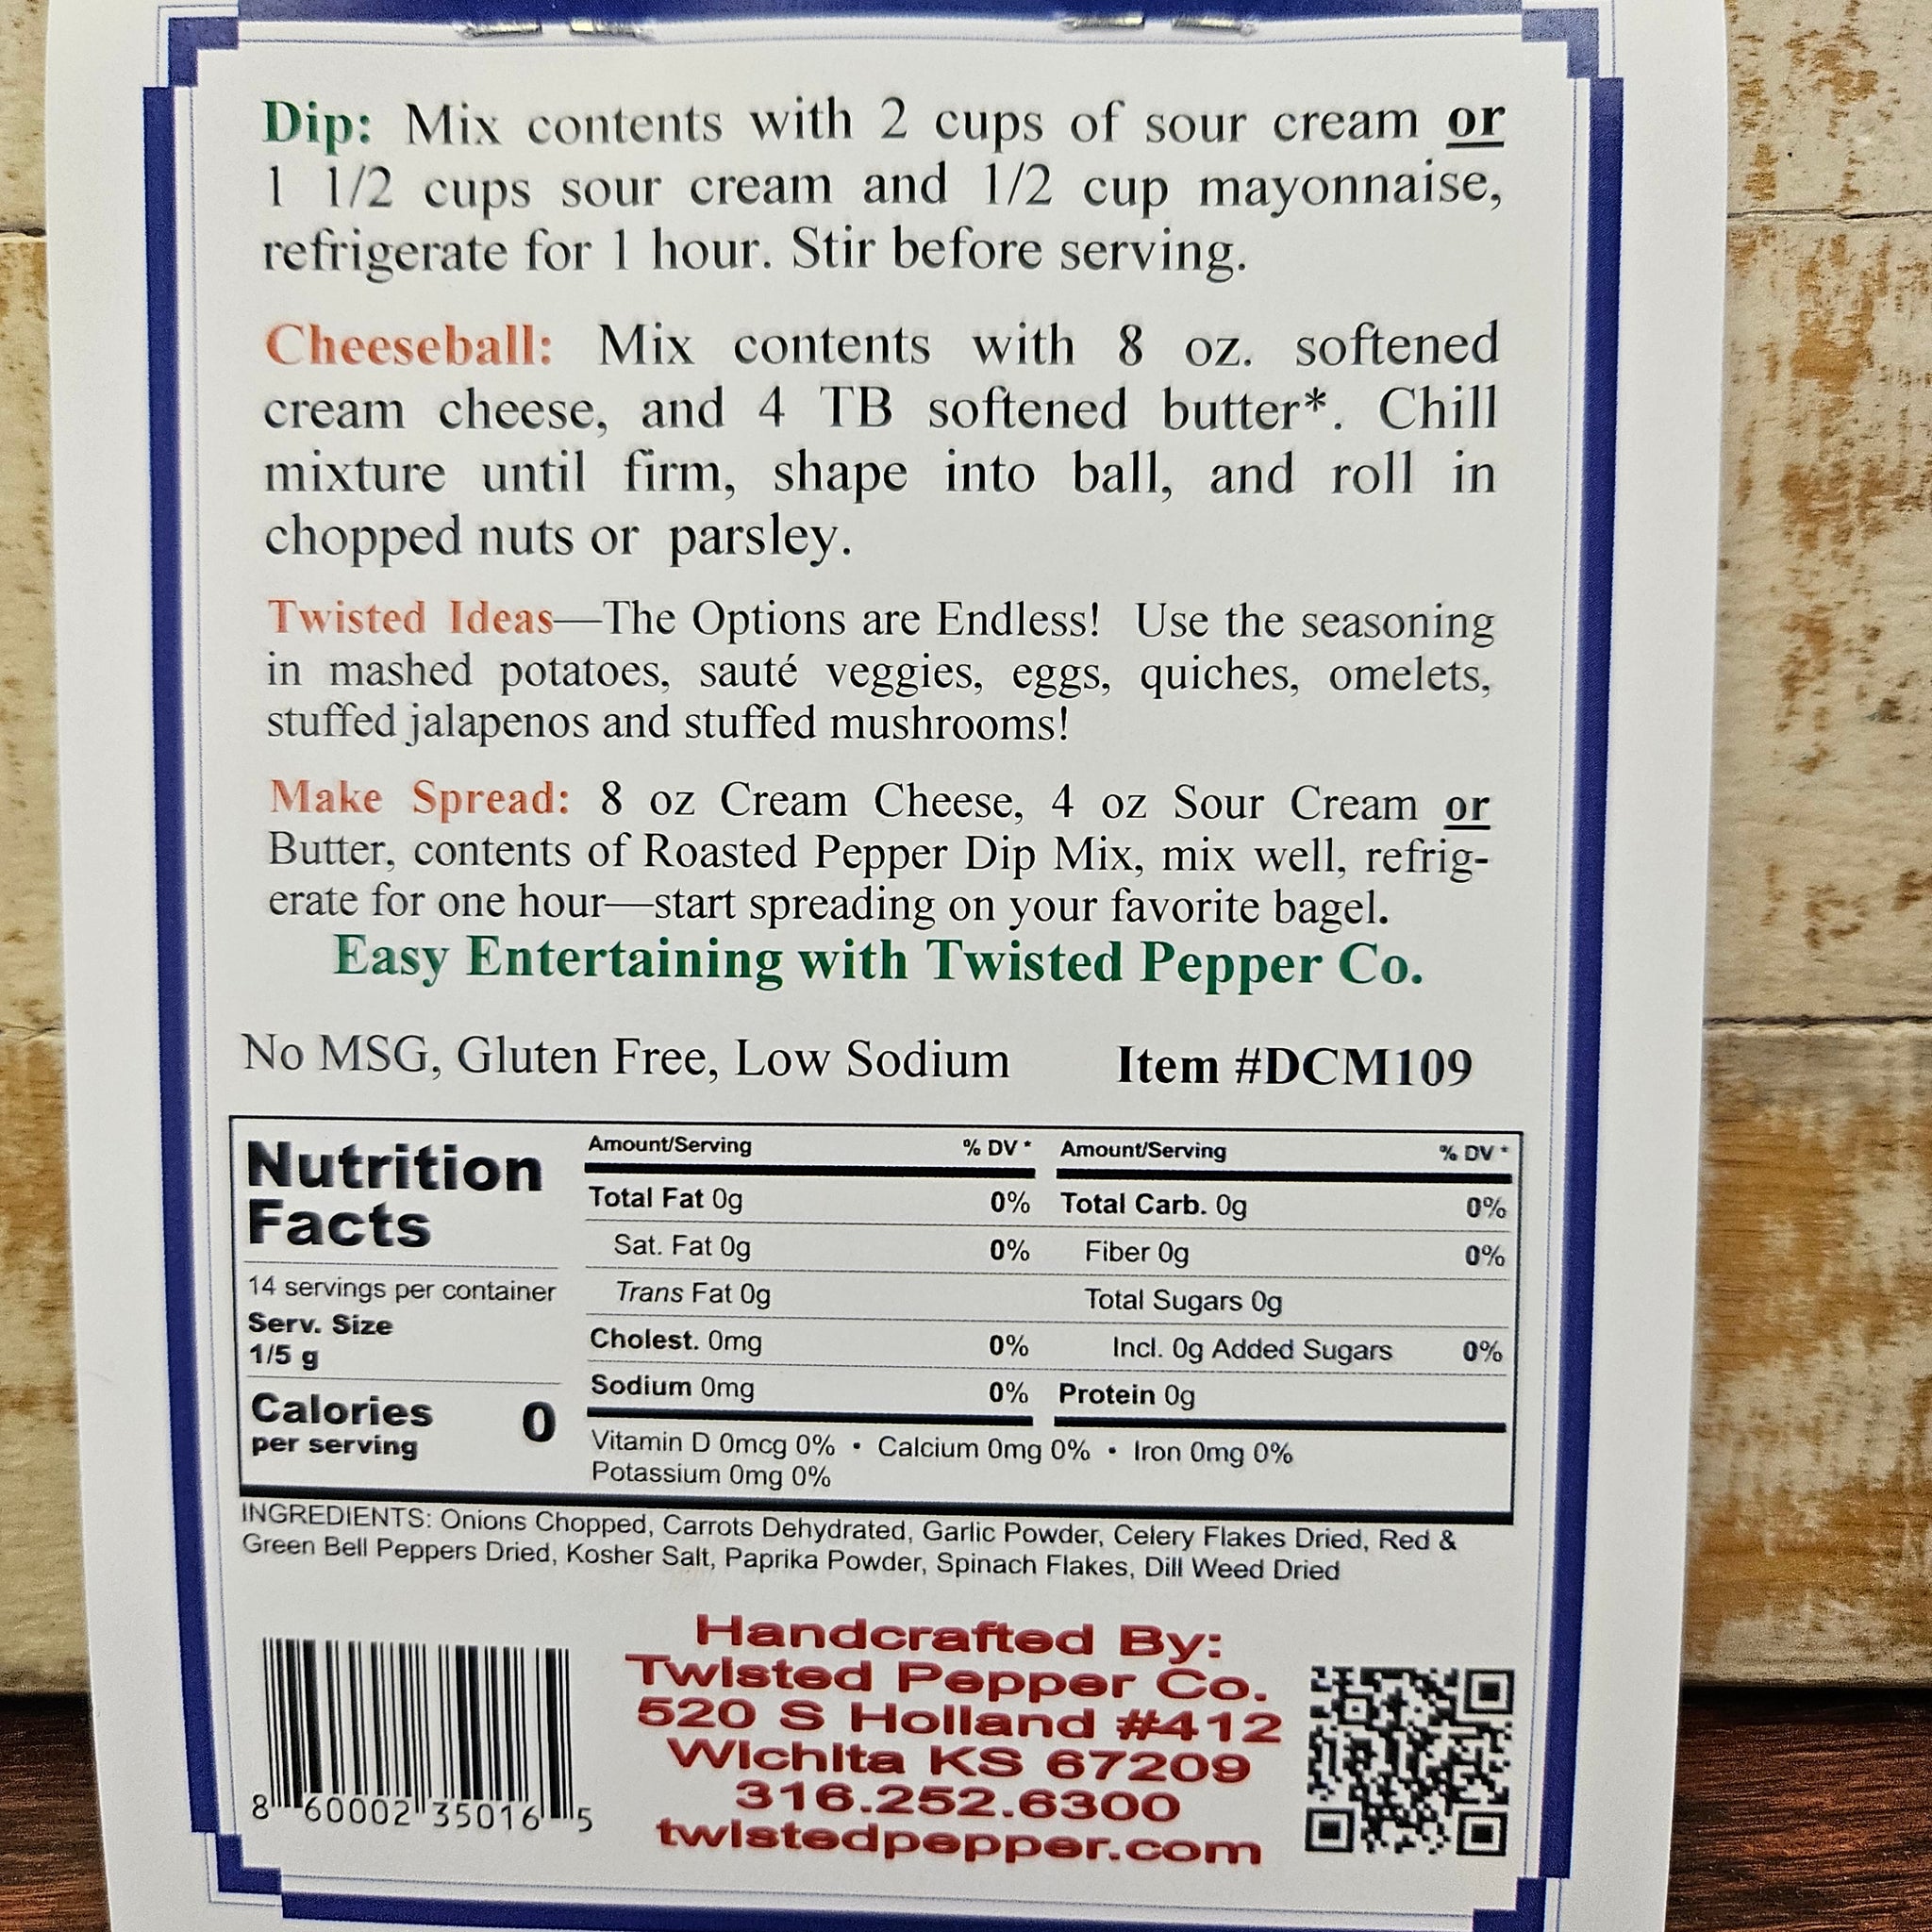 Dip: Mix contents with 2 cups of sour cream or
1 1/2 cups sour cream and 1/2 cup mayonnaise,
refrigerate for 1 hour. Stir before serving.
Cheeseball: Mix contents with 8 oz. softened
cream cheese, and 4 TB softened butter*. Chill
mixture until firm, shape into ball, and roll in
chopped nuts or parsley.
Twisted Ideas—The Options are Endless! Use the seasoning
in mashed potatoes, sauté veggies, eggs, quiches, omelets,
stuffed jalapenos and stuffed mushrooms!
Make Spread: 8 oz Cream Cheese, 4 oz Sour Cream or
Butter, contents of Roasted Pepper Dip Mix, mix well, refrig-
erate for one hour—start spreading on your favorite bagel.
Easy Entertaining with Twisted Pepper Co.
No MSG, Gluten Free, Low Sodium Item #DCM109
Nutrition
Facts
14 servings per container
Serv. Size
1/5 g
Calories 0
per serving
Amount/Serving % DV *
Total Fat 0g 0%
Sat. Fat 0g 0%
Trans Fat 0g
Cholest. 0mg 0%
Sodium 0mg 0%
Amount/Serving % DV *
Total Carb. 0g 0%
Fiber 0g 0%
Total Sugars 0g
Incl. 0g Added Sugars 0%
Protein 0g
Vitamin D 0mcg 0% • Calcium 0mg 0% • Iron 0mg 0%
Potassium 0mg 0%
INGREDIENTS: Onions Chopped, Carrots Dehydrated, Garlic Powder, Celery Flakes Dried, Red &
Green Bell Peppers Dried, Kosher Salt, Paprika Powder, Spinach Flakes, Dill Weed Dried
8 60002 35016 5
Handcrafted By:
Twisted Pepper Co.
520 S Holland #412
Wichita KS 67209
316.252.6300
twistedpepper.com